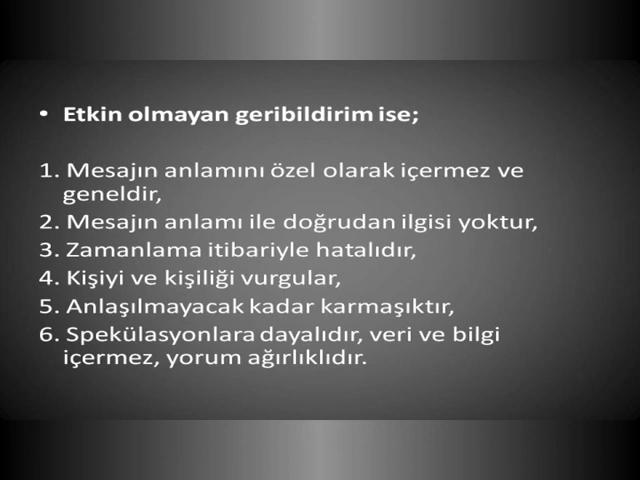 • Etkin olmayan geribildirim ise;
1. Mesajın anlamını özel olarak içermez ve
geneldir,
2. Mesajın anlamı ile doğrudan ilgisi yoktur,
3. Zamanlama itibariyle hatalıdır,
4. Kişiyi ve kişiliği vurgular,
5. Anlaşılmayacak kadar karmaşıktır,
6. Spekülasyonlara dayalıdır, veri ve bilgi
içermez, yorum ağırlıklıdır.